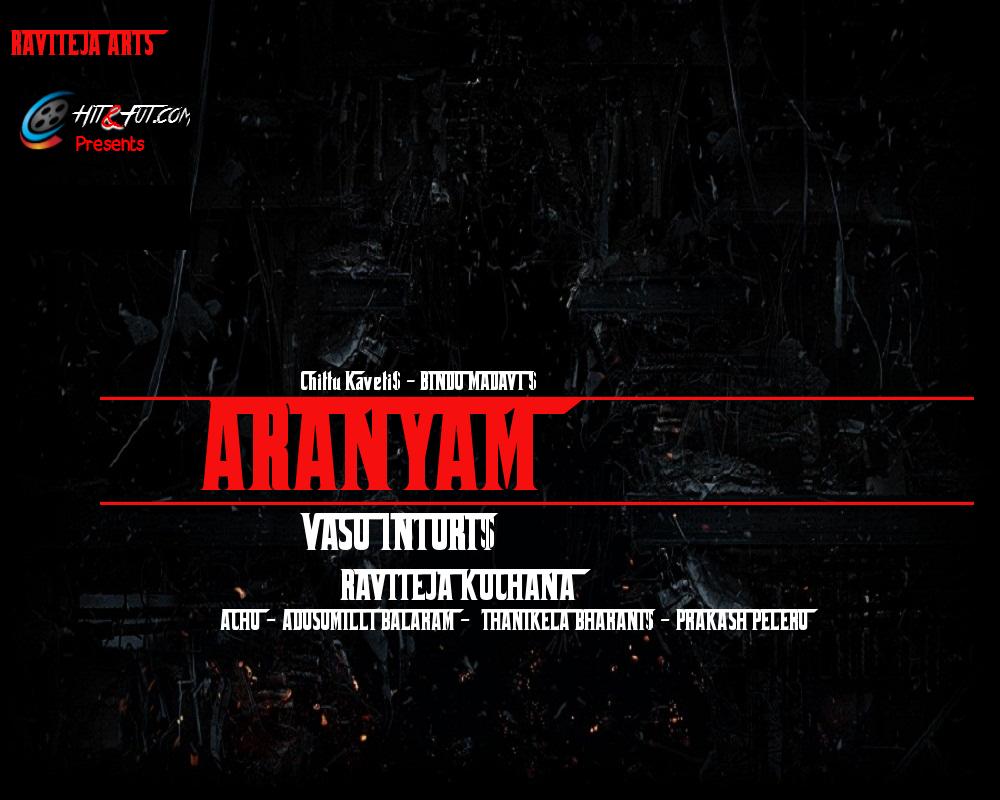 RAVITEJA ARTS
HIT&FUT.COM
Presents
Chittu Kaveti$ - BINDU MADAVI'$
ARANYAM
VASU INTURI$
RAVITEJA KUCHANA
ACHU - ADUSUMILLI BALARAM - THANIKELA BHARANI$ - PRAKASH PELERU